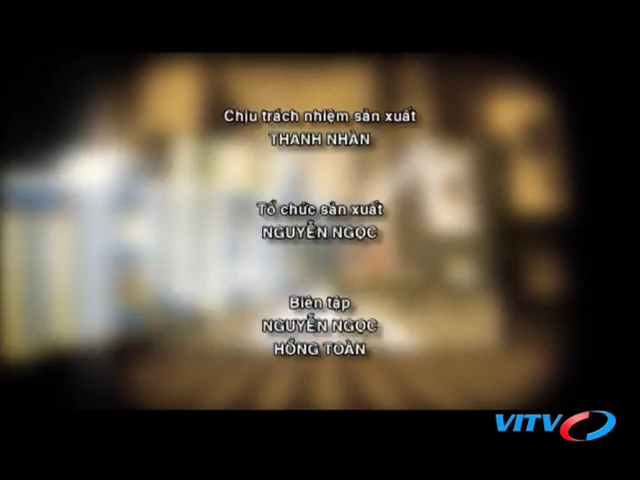 Chịu trách nhiệm sản xuất
THANH NHÀN
Tổ chức sản xuất
NGUYỄN NGỌC
Biên tập
NGUYỄN NGỌC
HỒNG TOÀN
VITV